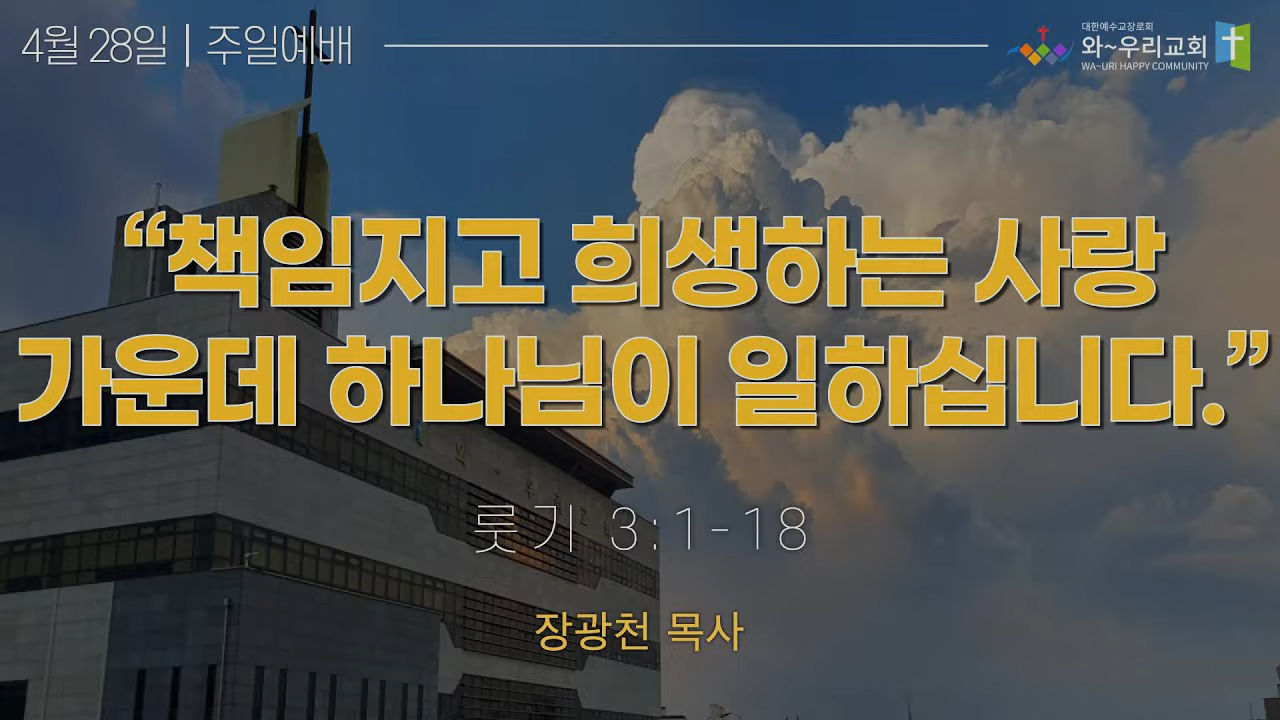 4월 28일 | 주일예배
대한예수교장로회
와~우리교회
WA~URI HAPPY COMMUNITY
“책임지고 희생하는 사랑
가운데 하나님이 일하십니다.”
룻기 3:1-18
장광천 목사